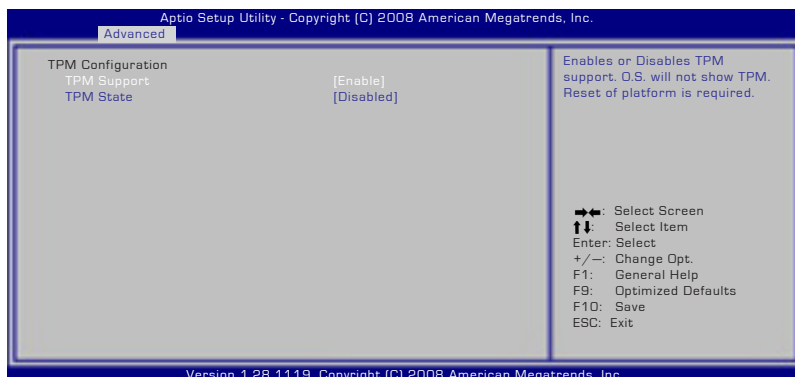 Aptio Setup Utility - Copyright (C) 2008 American Megatrends, Inc.
Advanced
TPM Configuration
TPM Support [Enable]
TPM State [Disabled]
Enables or Disables TPM
support. O.S. will not show TPM.
Reset of platform is required.
→←: Select Screen
↑↓: Select Item
Enter: Select
+/—: Change Opt.
F1: General Help
F9: Optimized Defaults
F10: Save
ESC: Exit
Version 1.28.1119. Copyright (C) 2008 American Megatrends, Inc.